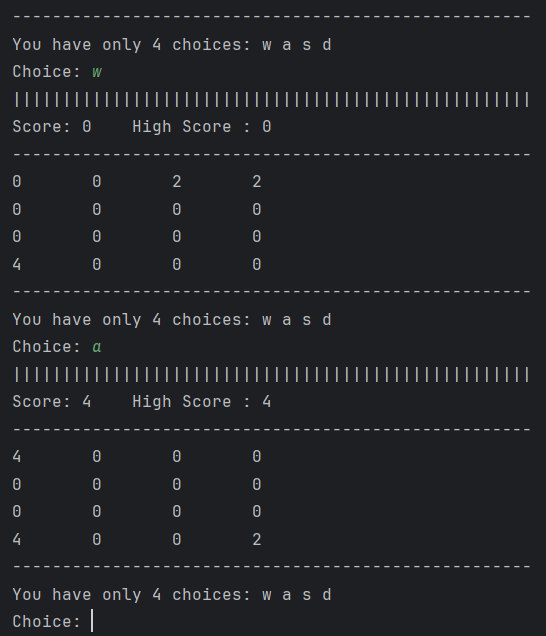 ----------------------------------------------------
You have only 4 choices: w a s d
Choice: w
||||||||||||||||||||||||||||||||||||||||||||||||||||
Score: 0    High Score : 0
----------------------------------------------------
0       0       2       2
0       0       0       0
0       0       0       0
4       0       0       0
----------------------------------------------------
You have only 4 choices: w a s d
Choice: a
||||||||||||||||||||||||||||||||||||||||||||||||||||
Score: 4    High Score : 4
----------------------------------------------------
4       0       0       0
0       0       0       0
0       0       0       0
4       0       0       2
----------------------------------------------------
You have only 4 choices: w a s d
Choice: